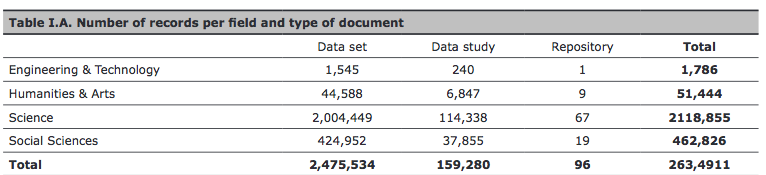 Table I.A. Number of records per field and type of document
Data set Data study Repository Total
Engineering & Technology 1,545 240 1 1,786
Humanities & Arts 44,588 6,847 9 51,444
Science 2,004,449 114,338 67 2118,855
Social Sciences 424,952 37,855 19 462,826
Total 2,475,534 159,280 96 263,4911